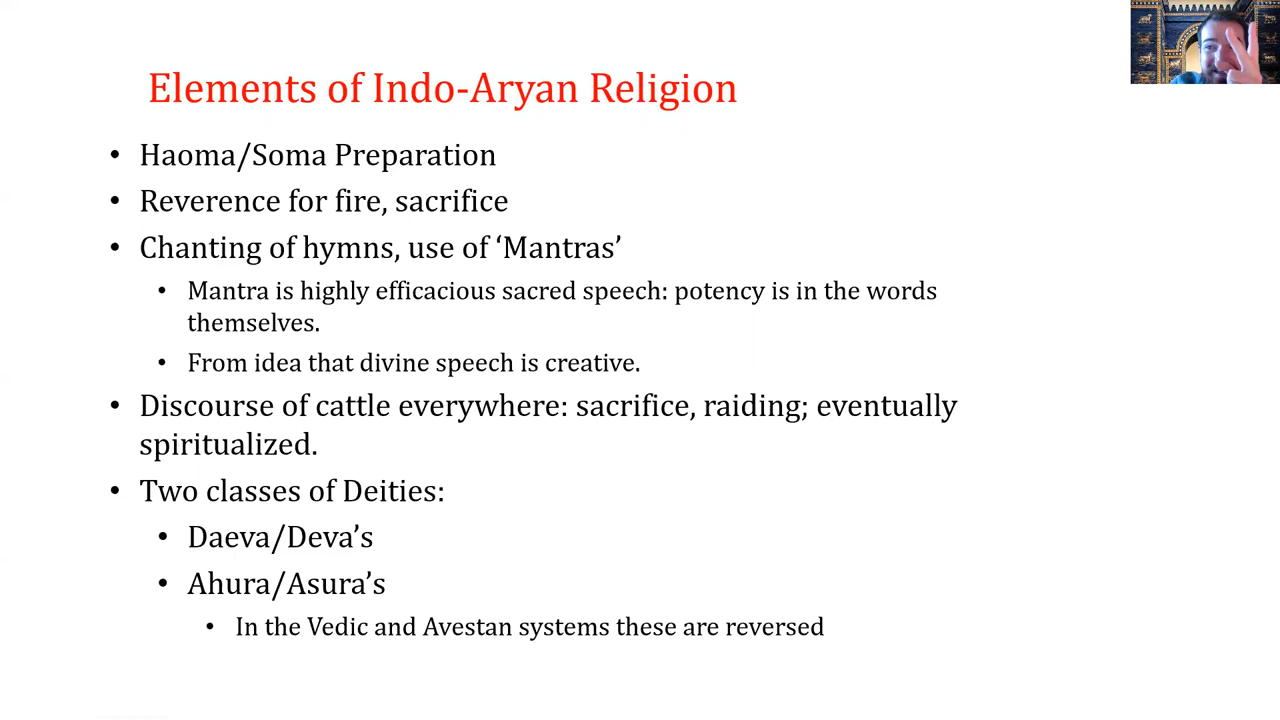 Elements of Indo-Aryan Religion
• Haoma/Soma Preparation
• Reverence for fire, sacrifice
• Chanting of hymns, use of ‘Mantras’
• Mantra is highly efficacious sacred speech: potency is in the words
themselves.
• From idea that divine speech is creative.
• Discourse of cattle everywhere: sacrifice, raiding; eventually
spiritualized.
• Two classes of Deities:
• Daeva/Deva’s
• Ahura/Asura’s
• In the Vedic and Avestan systems these are reversed